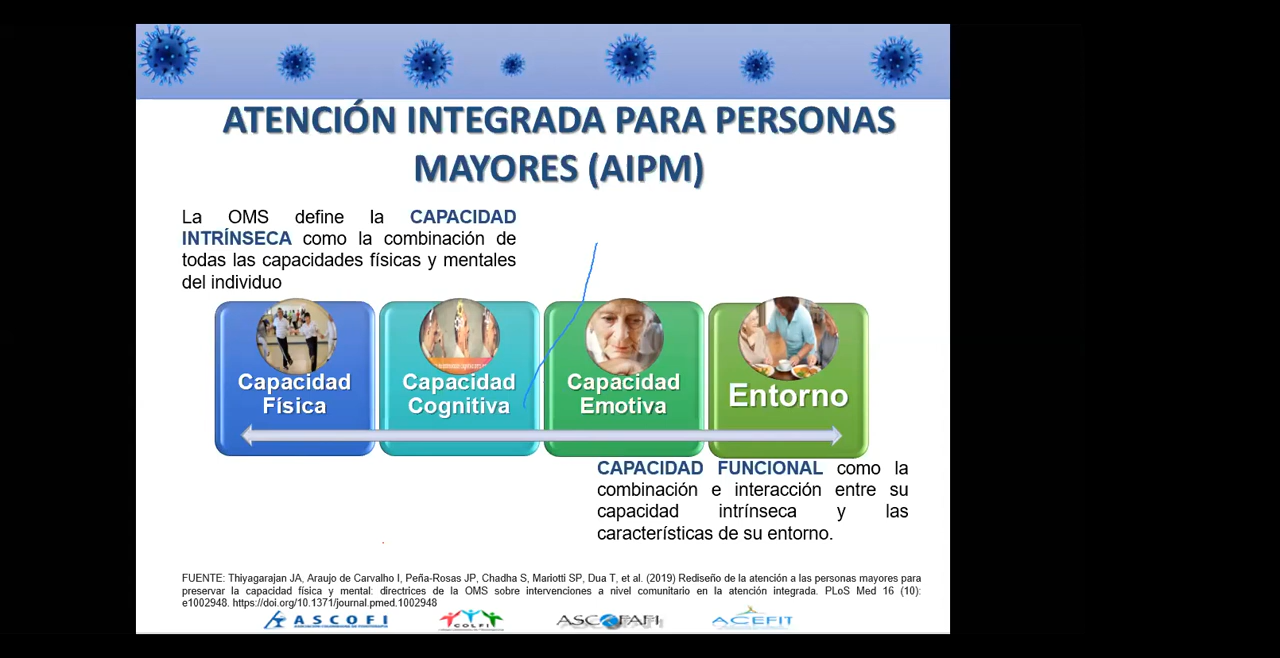 ATENCIÓN INTEGRADA PARA PERSONAS
MAYORES (AIPM)
La OMS define la CAPACIDAD
INTRÍNSECA como la combinación de
todas las capacidades físicas y mentales
del individuo
Capacidad
Física
Capacidad
Cognitiva
Capacidad
Emotiva
Entorno
CAPACIDAD FUNCIONAL como la
combinación e interacción entre su
capacidad intrínseca y las
características de su entorno.
FUENTE: Thiyagarajan JA, Araujo de Carvalho I, Peña-Rosas JP, Chadha S, Mariotti SP, Dua T, et al. (2019) Rediseño de la atención a las personas mayores para
preservar la capacidad física y mental: directrices de la OMS sobre intervenciones a nivel comunitario en la atención integrada. PLoS Med 16 (10):
e1002948. https://doi.org/10.1371/journal.pmed.1002948
ASCOFI
COLFI
ASCOFAFI
ACEFIT